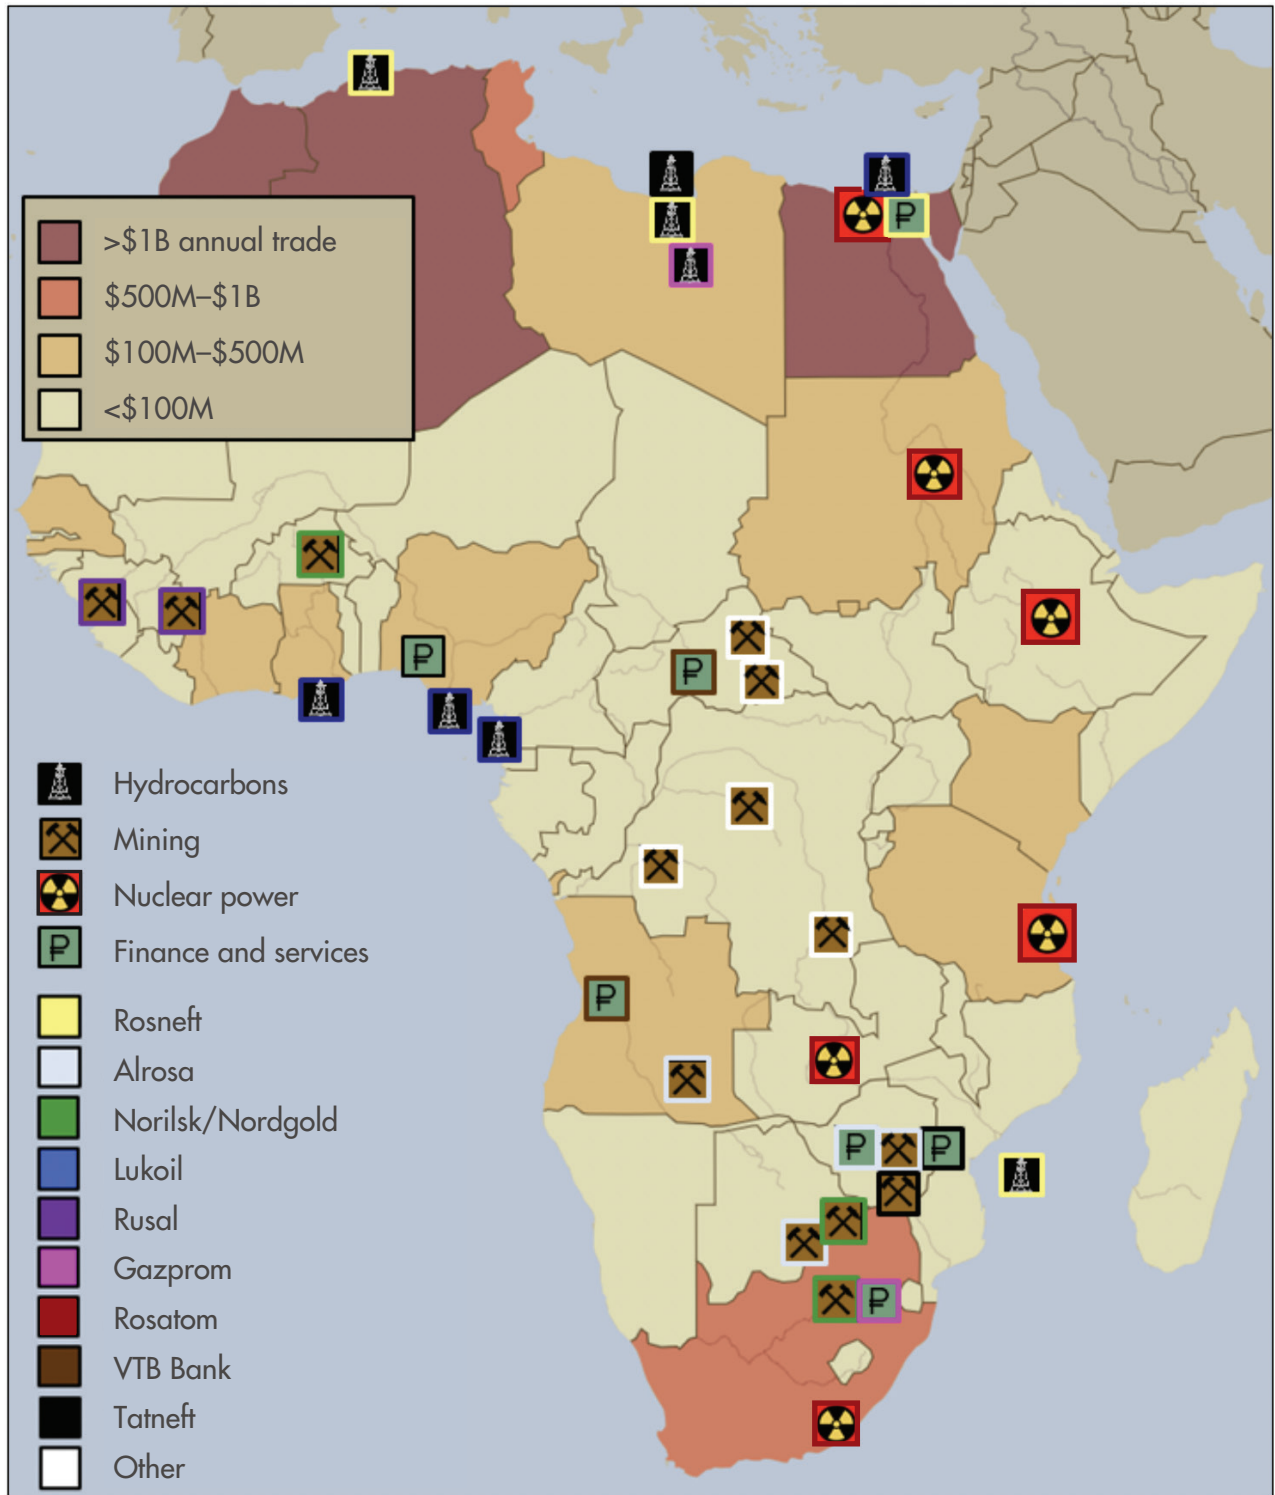 >$1B annual trade
$500M–$1B
$100M–$500M
<$100M
Hydrocarbons
Mining
Nuclear power
Finance and services
Rosneft
Alrosa
Norilsk/Nordgold
Lukoil
Rusal
Gazprom
Rosatom
VTB Bank
Tatneft
Other